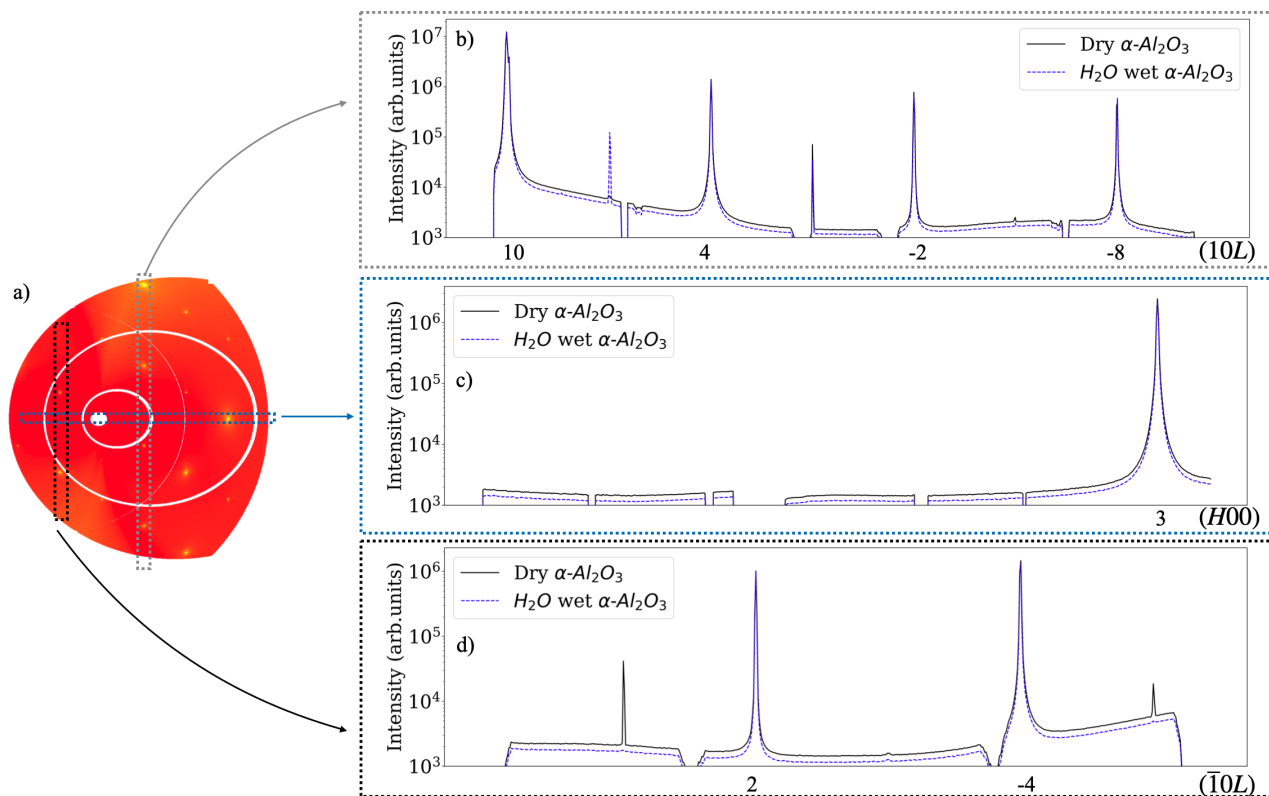 a)
b)
Intensity (arb.units)
10⁷
10⁶
10⁵
10⁴
10³
Dry α-Al₂O₃
H₂O wet α-Al₂O₃
10 4 -2 -8 (10L)
c)
Intensity (arb.units)
10⁶
10⁵
10⁴
10³
Dry α-Al₂O₃
H₂O wet α-Al₂O₃
3 (H00)
d)
Intensity (arb.units)
10⁶
10⁵
10⁴
10³
Dry α-Al₂O₃
H₂O wet α-Al₂O₃
2 -4 (1̅0L)